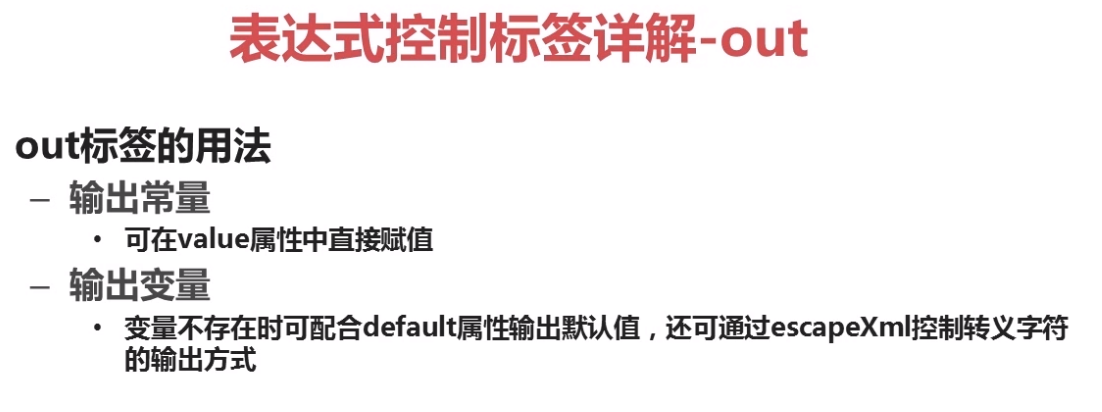 表达式控制标签详解-out
out标签的用法
– 输出常量
• 可在value属性中直接赋值
– 输出变量
• 变量不存在时可配合default属性输出默认值，还可通过escapeXml控制转义字符
的输出方式